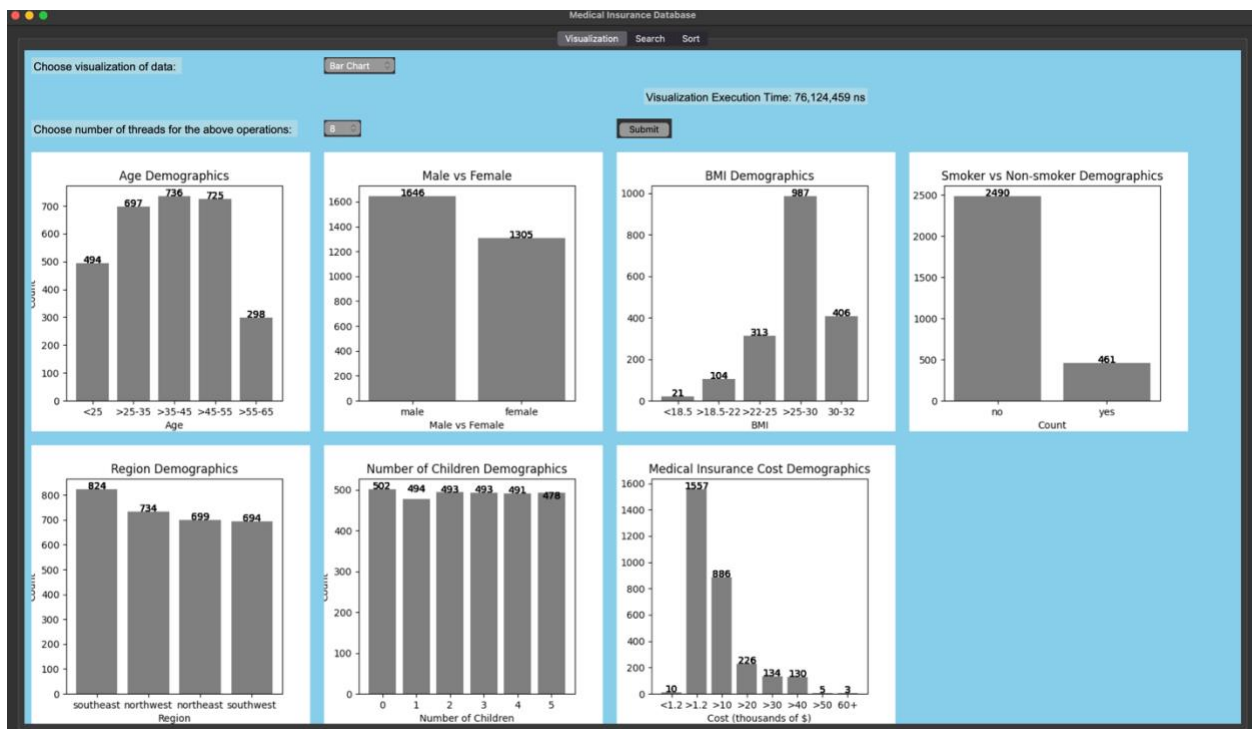 Medical Insurance Database
Visualization Search Sort
Choose visualization of data:
Bar Chart
Visualization Execution Time: 76,124,459 ns
Choose number of threads for the above operations:
8
Submit
Age Demographics
700
600
500
400
300
200
100
0
494
697
736
725
298
Count
<25 >25-35 >35-45 >45-55 >55-65
Age
Male vs Female
1600
1400
1200
1000
800
600
400
200
0
1646
1305
male female
Male vs Female
BMI Demographics
1000
800
600
400
200
0
21
104
313
987
406
<18.5 >18.5-22 >22-25 >25-30 30-32
BMI
Smoker vs Non-smoker Demographics
2500
2000
1500
1000
500
0
2490
461
no yes
Count
Region Demographics
800
700
600
500
400
300
200
100
0
824
734
699
694
Count
southeast northwest northeast southwest
Region
Number of Children Demographics
500
400
300
200
100
0
502
494
493
493
491
478
Count
0 1 2 3 4 5
Number of Children
Medical Insurance Cost Demographics
1600
1400
1200
1000
800
600
400
200
0
10
1557
886
226
134
130
5
3
<1.2 >1.2 >10 >20 >30 >40 >50 60+
Cost (thousands of $)